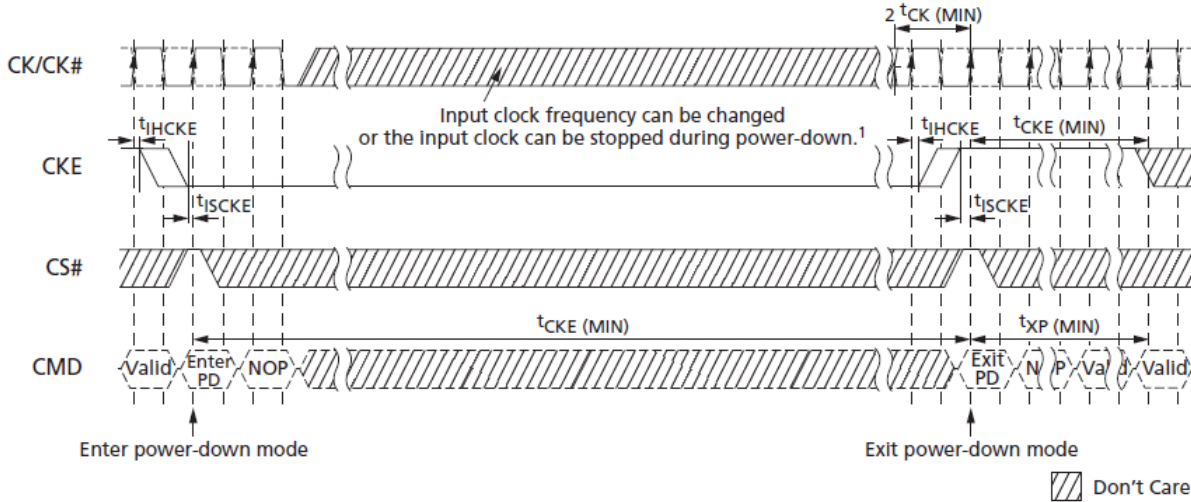 2 tCK (MIN)
CK/CK#
Input clock frequency can be changed
or the input clock can be stopped during power-down.1
tIHCKE
tIHCKE
tCKE (MIN)
CKE
tISCKE
tISCKE
CS#
tCKE (MIN)
tXP (MIN)
CMD
Valid
Enter
PD
NOP
Exit
PD
N P
Va d
Valid
Enter power-down mode
Exit power-down mode
Don't Care